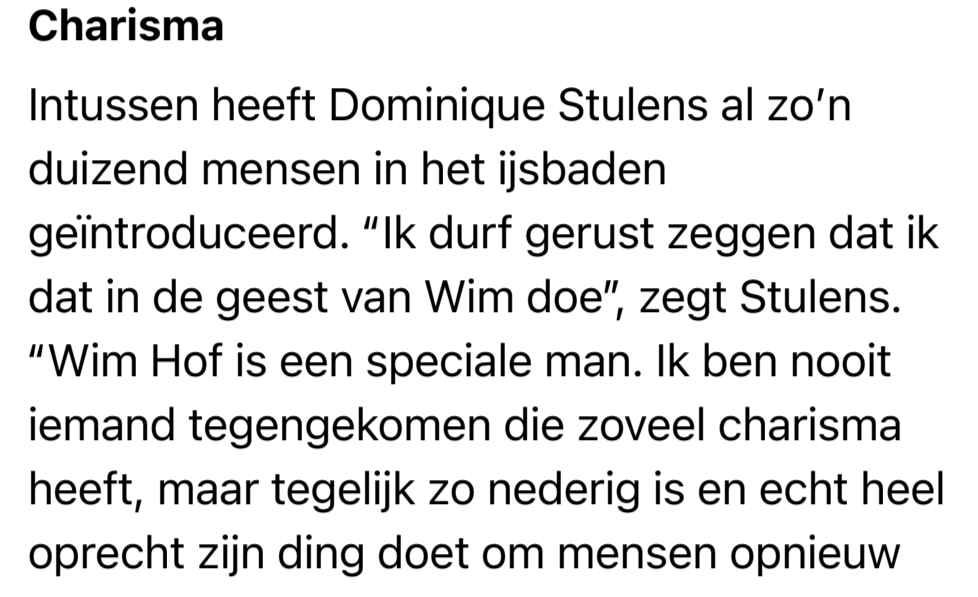 Charisma
Intussen heeft Dominique Stulens al zo’n
duizend mensen in het ijsbaden
geïntroduceerd. “Ik durf gerust zeggen dat ik
dat in de geest van Wim doe”, zegt Stulens.
“Wim Hof is een speciale man. Ik ben nooit
iemand tegengekomen die zoveel charisma
heeft, maar tegelijk zo nederig is en echt heel
oprecht zijn ding doet om mensen opnieuw